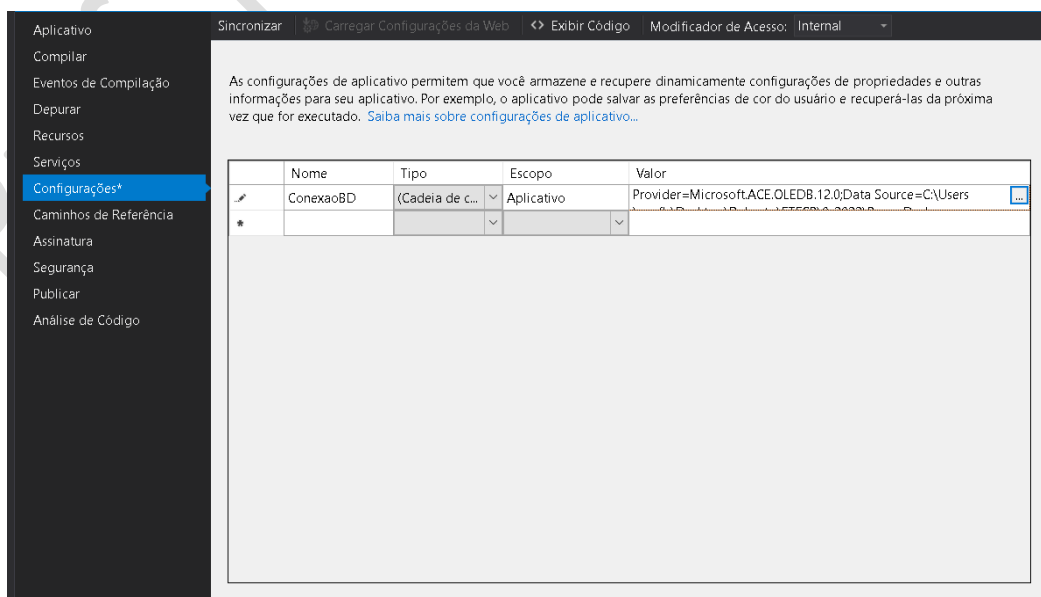 Aplicativo
Compilar
Eventos de Compilação
Depurar
Recursos
Serviços
Configurações*
Caminhos de Referência
Assinatura
Segurança
Publicar
Análise de Código
Sincronizar Carregar Configurações da Web <> Exibir Código Modificador de Acesso: Internal
As configurações de aplicativo permitem que você armazene e recupere dinamicamente configurações de propriedades e outras
informações para seu aplicativo. Por exemplo, o aplicativo pode salvar as preferências de cor do usuário e recuperá-las da próxima
vez que for executado. Saiba mais sobre configurações de aplicativo...
Nome Tipo Escopo Valor
ConexaoBD (Cadeia de c... Aplicativo Provider=Microsoft.ACE.OLEDB.12.0;Data Source=C:\Users ...
*